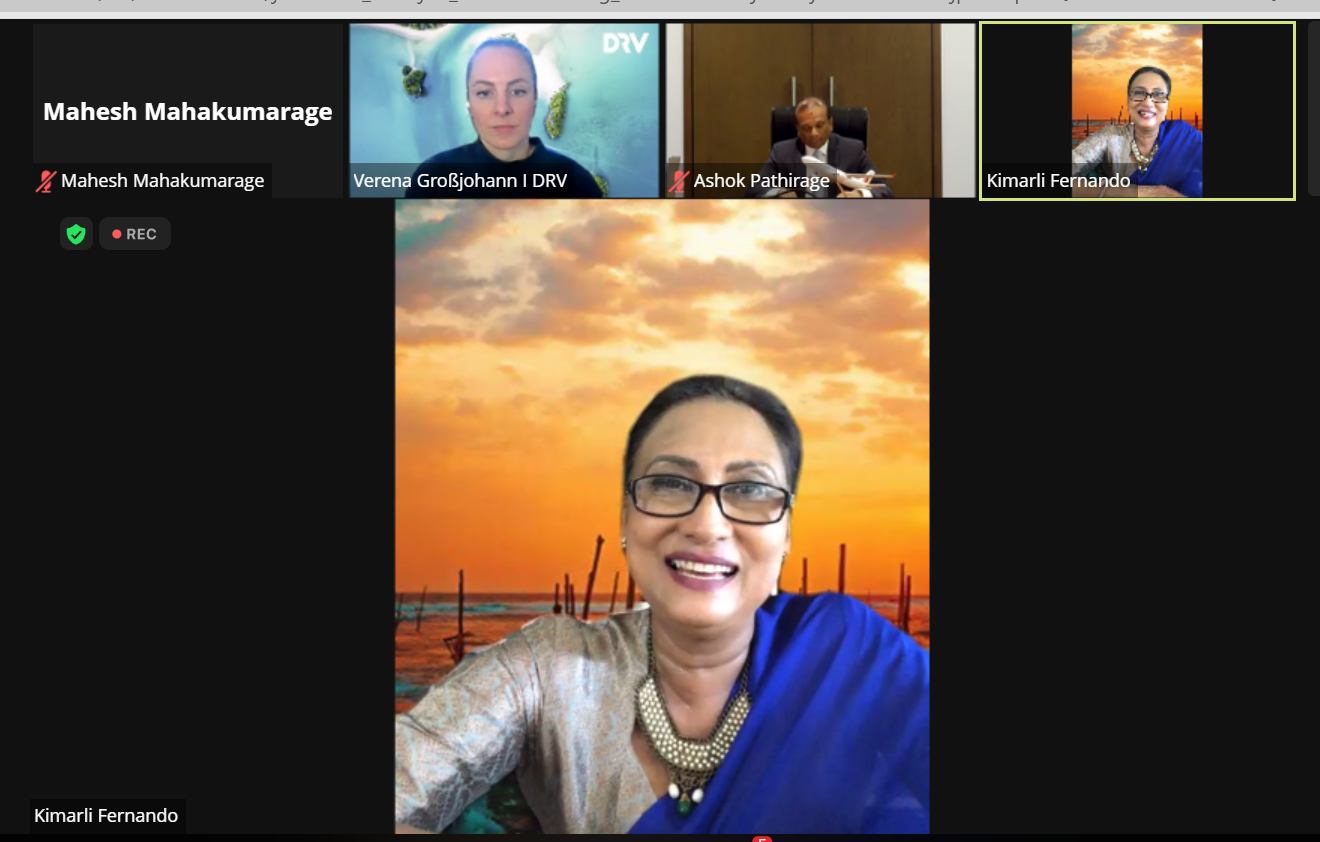 Mahesh Mahakumarage
Mahesh Mahakumarage
DRV
Verena Großjohann I DRV
Ashok Pathirage
Kimarli Fernando
REC
Kimarli Fernando